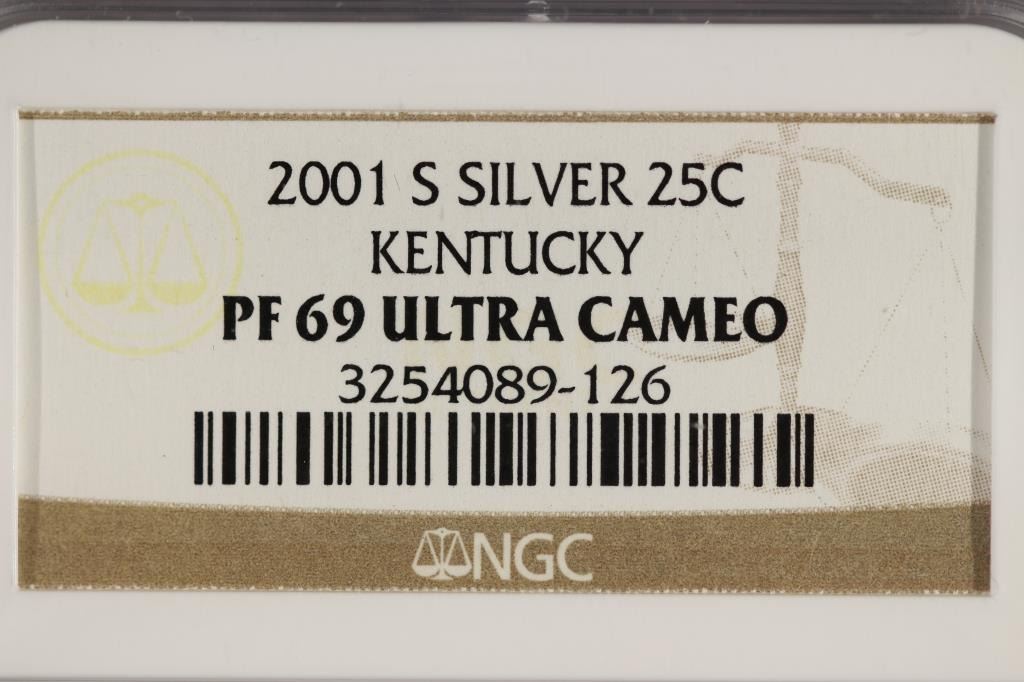 2001 S SILVER 25C
KENTUCKY
PF 69 ULTRA CAMEO
3254089-126
NGC